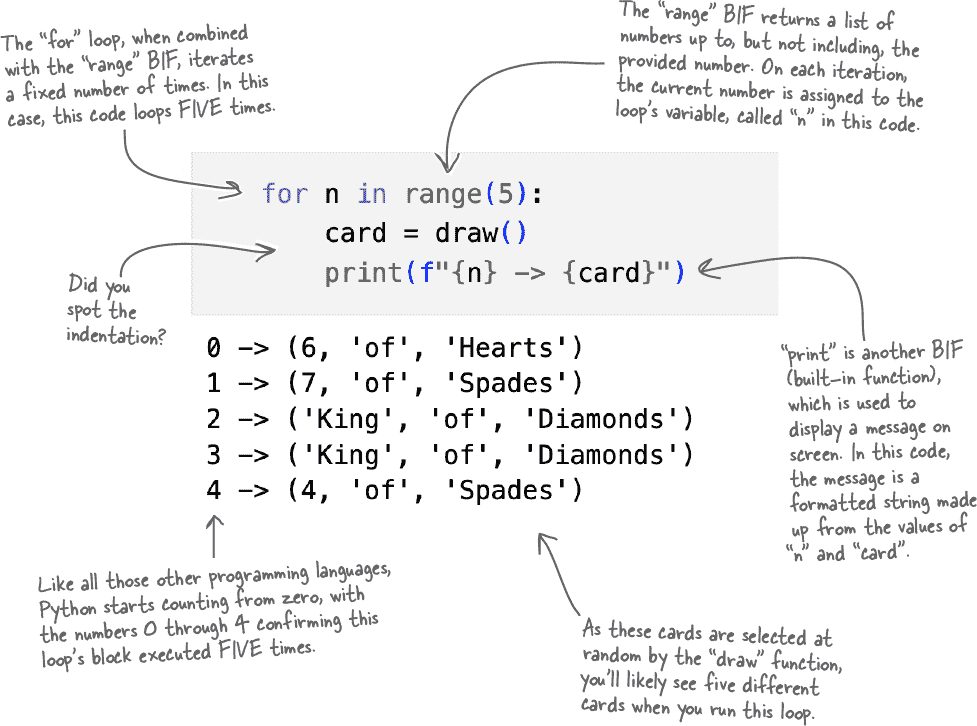 The “for” loop, when combined
with the “range” BIF, iterates
a fixed number of times. In this
case, this code loops FIVE times.
The “range” BIF returns a list of
numbers up to, but not including, the
provided number. On each iteration,
the current number is assigned to the
loop’s variable, called “n” in this code.
for n in range(5):
    card = draw()
    print(f"{n} -> {card}")
Did you
spot the
indentation?
0 -> (6, 'of', 'Hearts')
1 -> (7, 'of', 'Spades')
2 -> ('King', 'of', 'Diamonds')
3 -> ('King', 'of', 'Diamonds')
4 -> (4, 'of', 'Spades')
“print” is another BIF
(built-in function),
which is used to
display a message on
screen. In this code,
the message is a
formatted string made
up from the values of
“n” and “card”.
Like all those other programming languages,
Python starts counting from zero, with
the numbers 0 through 4 confirming this
loop’s block executed FIVE times.
As these cards are selected at
random by the “draw” function,
you’ll likely see five different
cards when you run this loop.